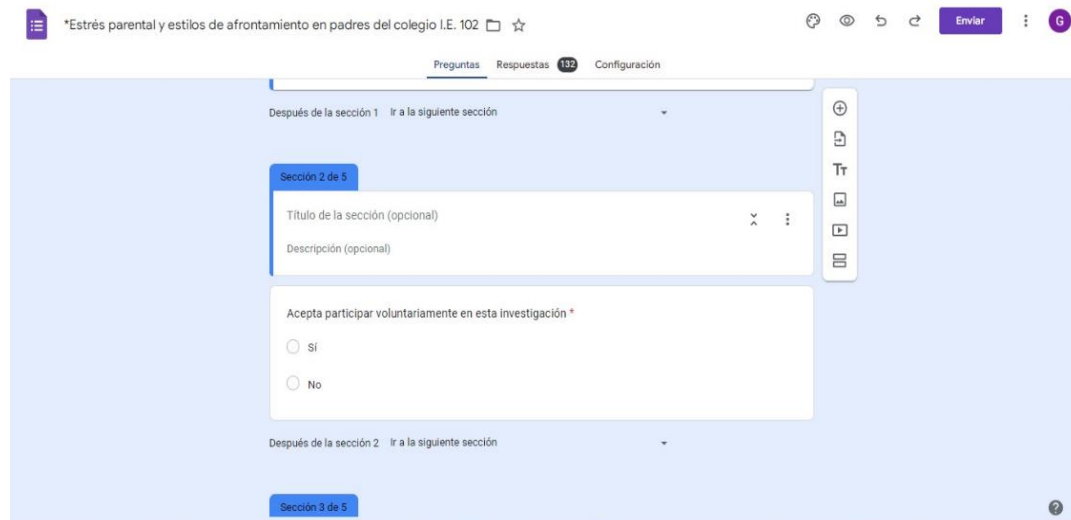 *Estrés parental y estilos de afrontamiento en padres del colegio I.E. 102
Enviar
G
Preguntas Respuestas 132 Configuración
Después de la sección 1 Ir a la siguiente sección
Sección 2 de 5
Título de la sección (opcional)
Descripción (opcional)
Tт
Acepta participar voluntariamente en esta investigación *
Sí
No
Después de la sección 2 Ir a la siguiente sección
Sección 3 de 5